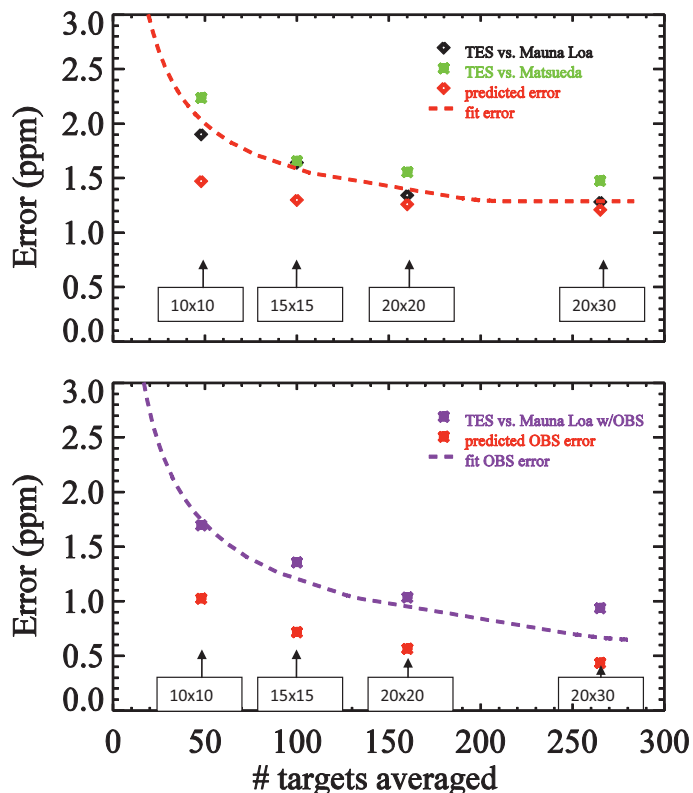 3.0
TES vs. Mauna Loa
TES vs. Matsueda
predicted error
fit error
2.5
2.0
1.5
1.0
0.5
0.0
Error (ppm)
10x10
15x15
20x20
20x30
3.0
TES vs. Mauna Loa w/OBS
predicted OBS error
fit OBS error
2.5
2.0
1.5
1.0
0.5
0.0
Error (ppm)
10x10
15x15
20x20
20x30
0 50 100 150 200 250 300
# targets averaged